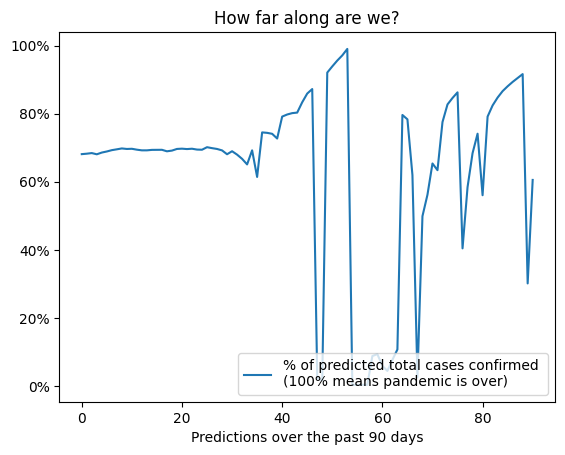 How far along are we?
100%
80%
60%
40%
20%
0%
% of predicted total cases confirmed
(100% means pandemic is over)
0 20 40 60 80
Predictions over the past 90 days